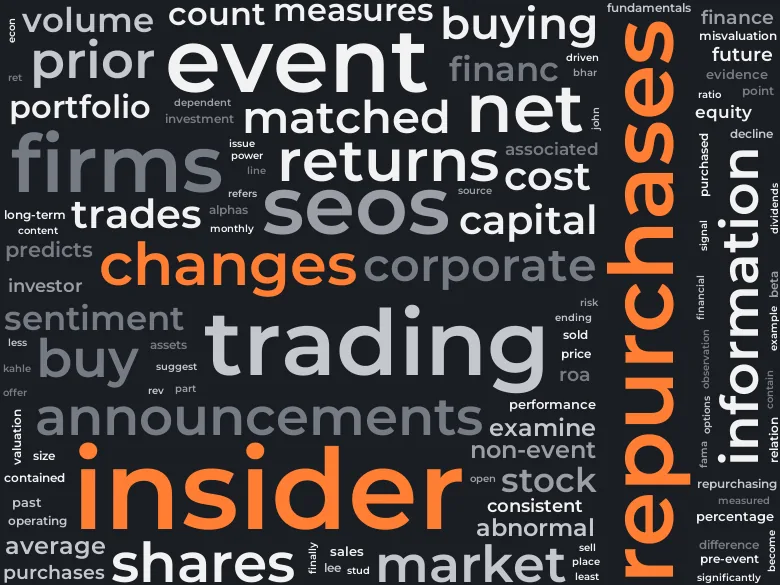 econ
volume
count measures
buying
fundamentals
finance
misvaluation
ret
prior
event
financ
driven
bhar
future
evidence
point
portfolio
dependent
investment
matched
net
john
ratio
equity
firms
issue
power
line
returns
associated
cost
repurchases
purchased
decline
information
dividends
long-term
content
trades
refers
alphas
monthly
seos
source
capital
signal
predicts
changes
corporate
investor
financial
beta
sentiment
trading
risk
ending
sold
price
less
kahle
buy
assets
suggest
roa
observation
example
offer
rev
part
announcements
performance
options
contain
valuation
examine
non-event
fama
relation
size
contained
insider
open
stock
repurchasing
measured
past
operating
consistent
abnormal
percentage
average
purchases
shares
finally
sales
lee
stud
market
sell
place
least
difference
pre-event
significantly
become